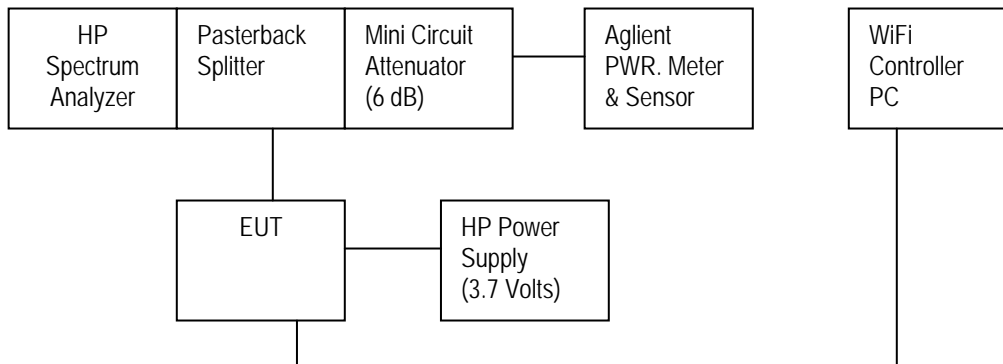 HP
Spectrum
Analyzer
Pasterback
Splitter
Mini Circuit
Attenuator
(6 dB)
Aglient
PWR. Meter
& Sensor
WiFi
Controller
PC
EUT
HP Power
Supply
(3.7 Volts)